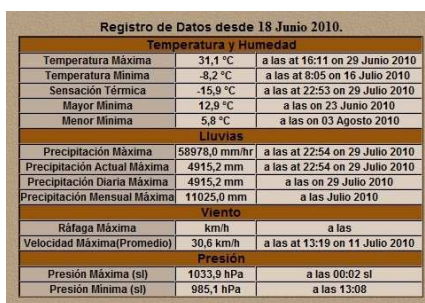 Registro de Datos desde 18 Junio 2010.
Temperatura y Humedad
Temperatura Máxima 31,1 °C a las at 16:11 on 29 Junio 2010
Temperatura Mínima -8,2 °C a las at 8:05 on 16 Julio 2010
Sensación Térmica -15,9 °C a las at 22:53 on 29 Junio 2010
Mayor Mínima 12,9 °C a las on 23 Junio 2010
Menor Mínima 5,8 °C a las on 03 Agosto 2010
Lluvias
Precipitación Máxima 58978,0 mm/hr a las at 22:54 on 29 Julio 2010
Precipitación Actual Máxima 4915,2 mm a las at 22:54 on 29 Julio 2010
Precipitación Diaria Máxima 4915,2 mm a las on 29 Julio 2010
Precipitación Mensual Máxima 11025,0 mm a las Julio 2010
Viento
Ráfaga Máxima km/h a las
Velocidad Máxima(Promedio) 30,6 km/h a las at 13:19 on 11 Julio 2010
Presión
Presión Máxima (sl) 1033,9 hPa a las 00:02 sl
Presión Mínima (sl) 985,1 hPa a las 13:08